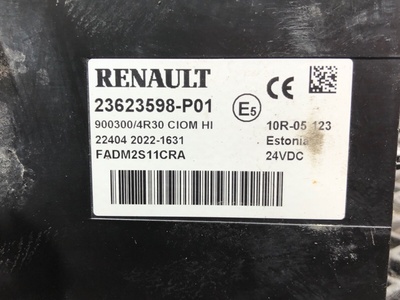 RENAULT
CE
23623598-P01
E5
900300/4R30 CIOM HI
10R-05 123
22404 2022-1631
Estonia
FADM2S11CRA
24VDC